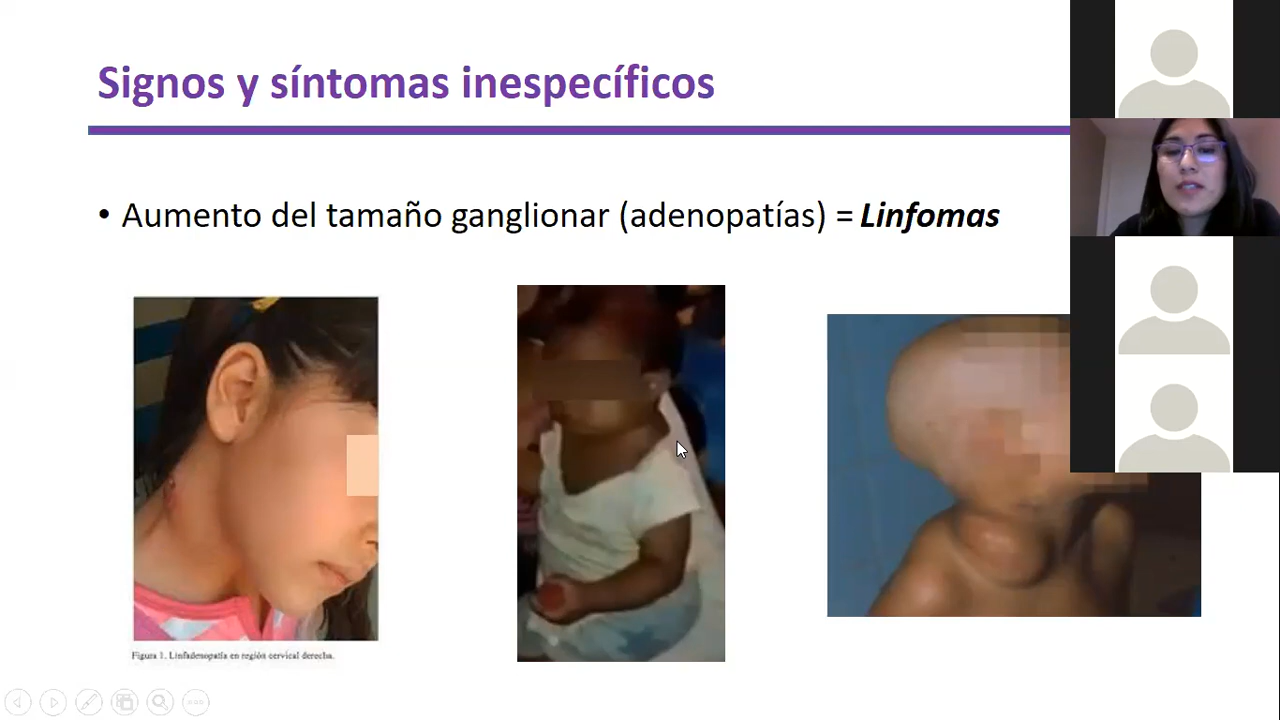 Signos y síntomas inespecíficos
• Aumento del tamaño ganglionar (adenopatías) = Linfomas
Figura 1. Linfadenopatía en región cervical derecha.